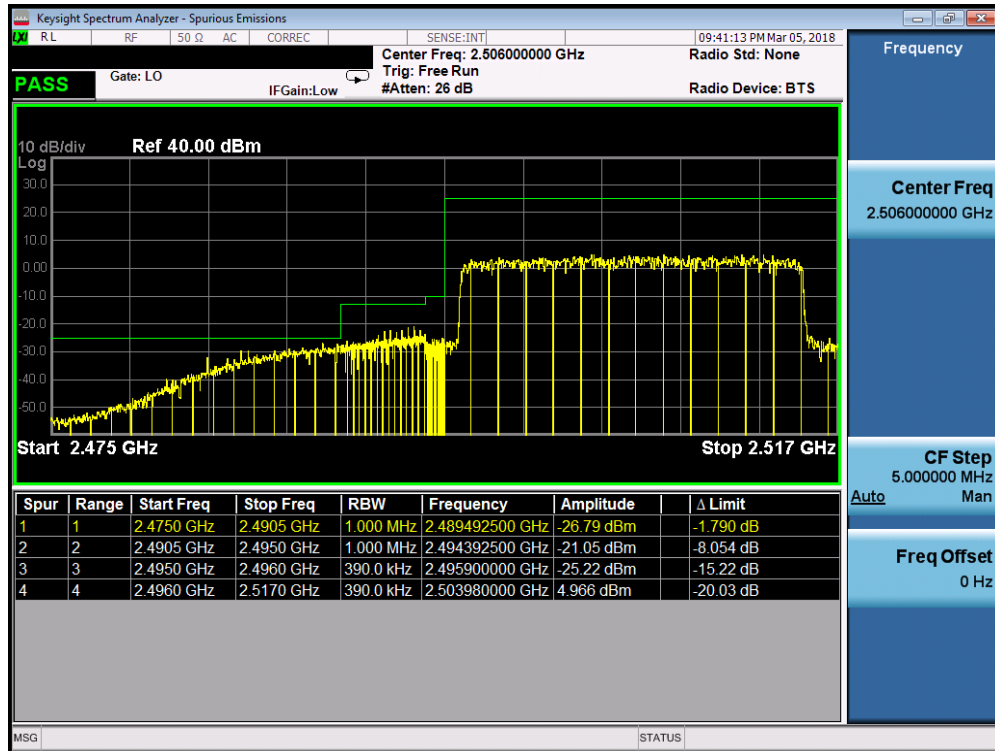 Keysight Spectrum Analyzer - Spurious Emissions
LXI RL RF 50 Ω AC CORREC SENSE:INT 09:41:13 PM Mar 05, 2018
Center Freq: 2.506000000 GHz Radio Std: None
Gate: LO Trig: Free Run
PASS IFGain:Low #Atten: 26 dB Radio Device: BTS
10 dB/div Ref 40.00 dBm
Log
30.0
20.0
10.0
0.00
-10.0
-20.0
-30.0
-40.0
-50.0
Start 2.475 GHz Stop 2.517 GHz
Spur Range Start Freq Stop Freq RBW Frequency Amplitude Δ Limit
1 1 2.4750 GHz 2.4905 GHz 1.000 MHz 2.489492500 GHz -26.79 dBm -1.790 dB
2 2 2.4905 GHz 2.4950 GHz 1.000 MHz 2.494392500 GHz -21.05 dBm -8.054 dB
3 3 2.4950 GHz 2.4960 GHz 390.0 kHz 2.495900000 GHz -25.22 dBm -15.22 dB
4 4 2.4960 GHz 2.5170 GHz 390.0 kHz 2.503980000 GHz 4.966 dBm -20.03 dB
MSG STATUS
Frequency
Center Freq
2.506000000 GHz
CF Step
5.000000 MHz
Auto Man
Freq Offset
0 Hz